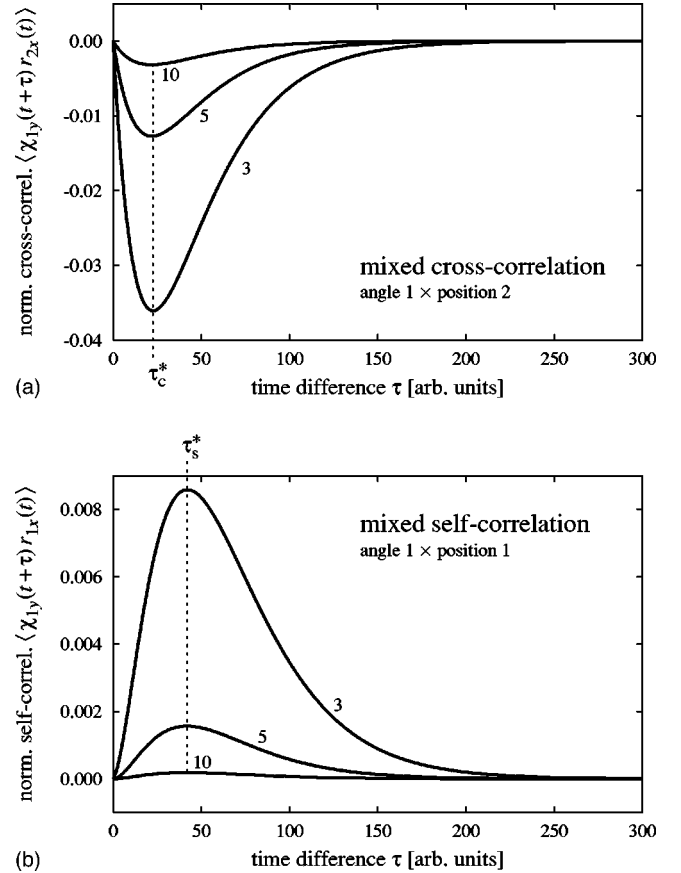 norm. cross-correl. ⟨χ1y(t+τ) r2x(t)⟩
0.00
-0.01
-0.02
-0.03
-0.04
10
5
3
mixed cross-correlation
angle 1 × position 2
0
50
100
150
200
250
300
τc*
(a)
time difference τ [arb. units]
τs*
norm. self-correl. ⟨χ1y(t+τ) r1x(t)⟩
0.008
0.006
0.004
0.002
0.000
mixed self-correlation
angle 1 × position 1
3
5
10
0
50
100
150
200
250
300
(b)
time difference τ [arb. units]